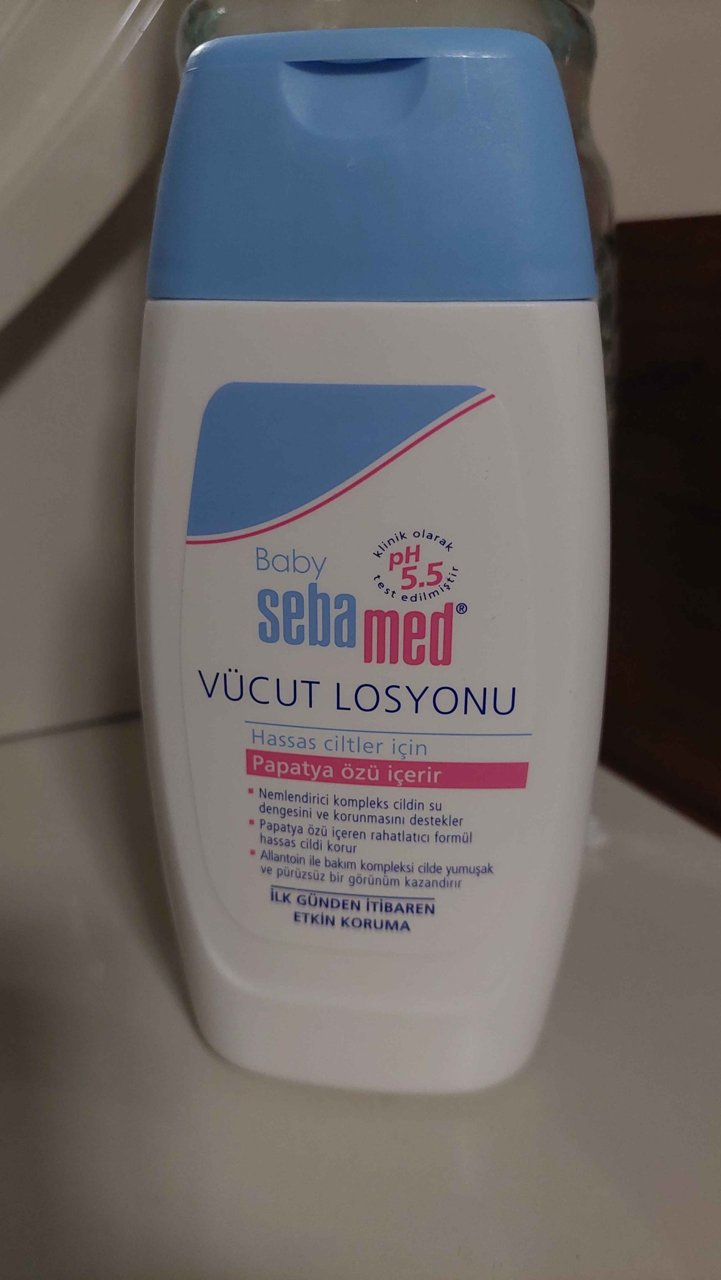 Baby
klinik olarak
pH
5.5
test edilmiştir
sebamed®
VÜCUT LOSYONU
Hassas ciltler için
Papatya özü içerir
▪ Nemlendirici kompleks cildin su
dengesini ve korunmasını destekler
▪ Papatya özü içeren rahatlatıcı formül
hassas cildi korur
▪ Allantoin ile bakım kompleksi cilde yumuşak
ve pürüzsüz bir görünüm kazandırır
İLK GÜNDEN İTİBAREN
ETKİN KORUMA